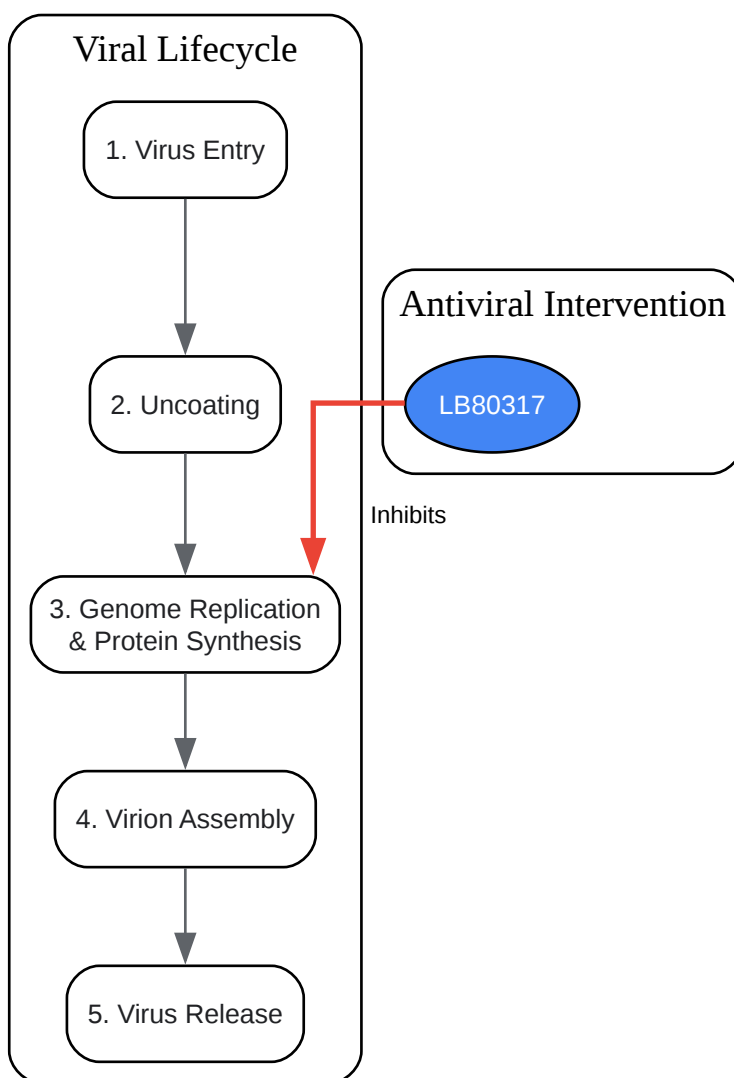 Viral Lifecycle
1. Virus Entry
Antiviral Intervention
2. Uncoating
LB80317
Inhibits
3. Genome Replication
& Protein Synthesis
4. Virion Assembly
5. Virus Release